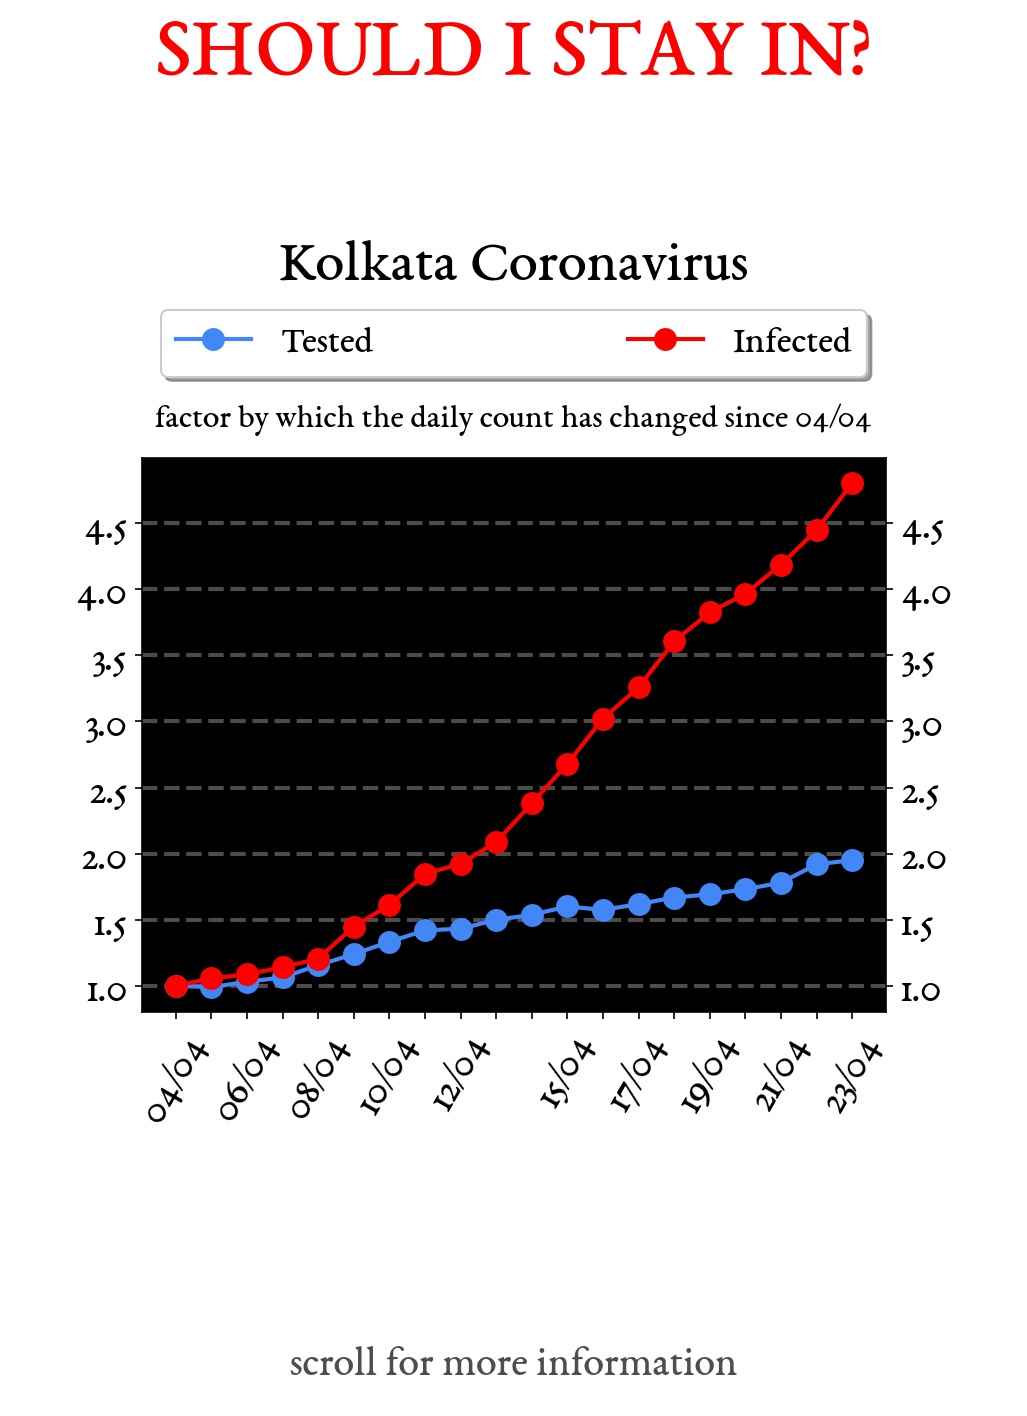 SHOULD I STAY IN?
Kolkata Coronavirus
Tested Infected
factor by which the daily count has changed since 04/04
4.5 4.5
4.0 4.0
3.5 3.5
3.0 3.0
2.5 2.5
2.0 2.0
1.5 1.5
1.0 1.0
04/04 06/04 08/04 10/04 12/04 15/04 17/04 19/04 21/04 23/04
scroll for more information